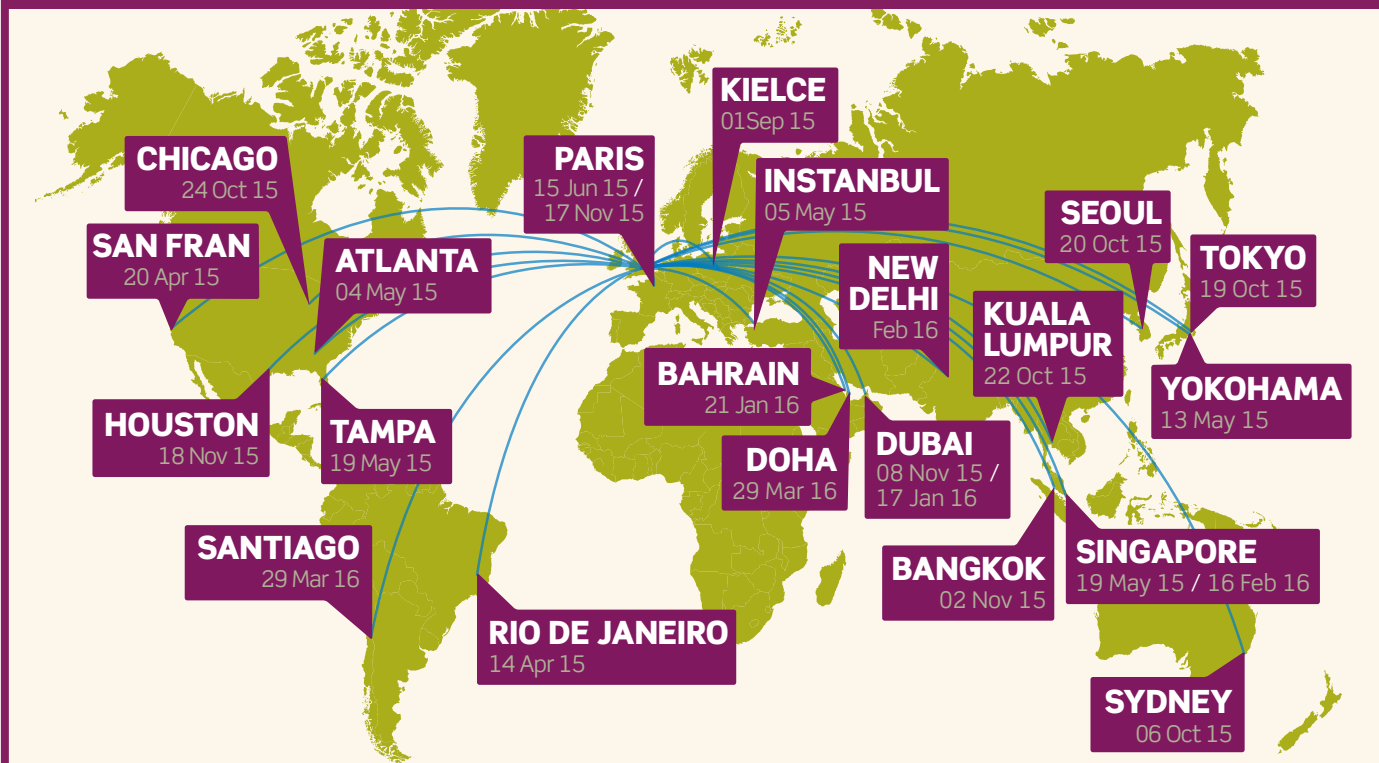 KIELCE
01Sep 15
CHICAGO
24 Oct 15
PARIS
15 Jun 15 /
17 Nov 15
INSTANBUL
05 May 15
SEOUL
20 Oct 15
SAN FRAN
20 Apr 15
ATLANTA
04 May 15
NEW
DELHI
Feb 16
TOKYO
19 Oct 15
KUALA
LUMPUR
22 Oct 15
BAHRAIN
21 Jan 16
YOKOHAMA
13 May 15
HOUSTON
18 Nov 15
TAMPA
19 May 15
DOHA
29 Mar 16
DUBAI
08 Nov 15 /
17 Jan 16
SANTIAGO
29 Mar 16
BANGKOK
02 Nov 15
SINGAPORE
19 May 15 / 16 Feb 16
RIO DE JANEIRO
14 Apr 15
SYDNEY
06 Oct 15